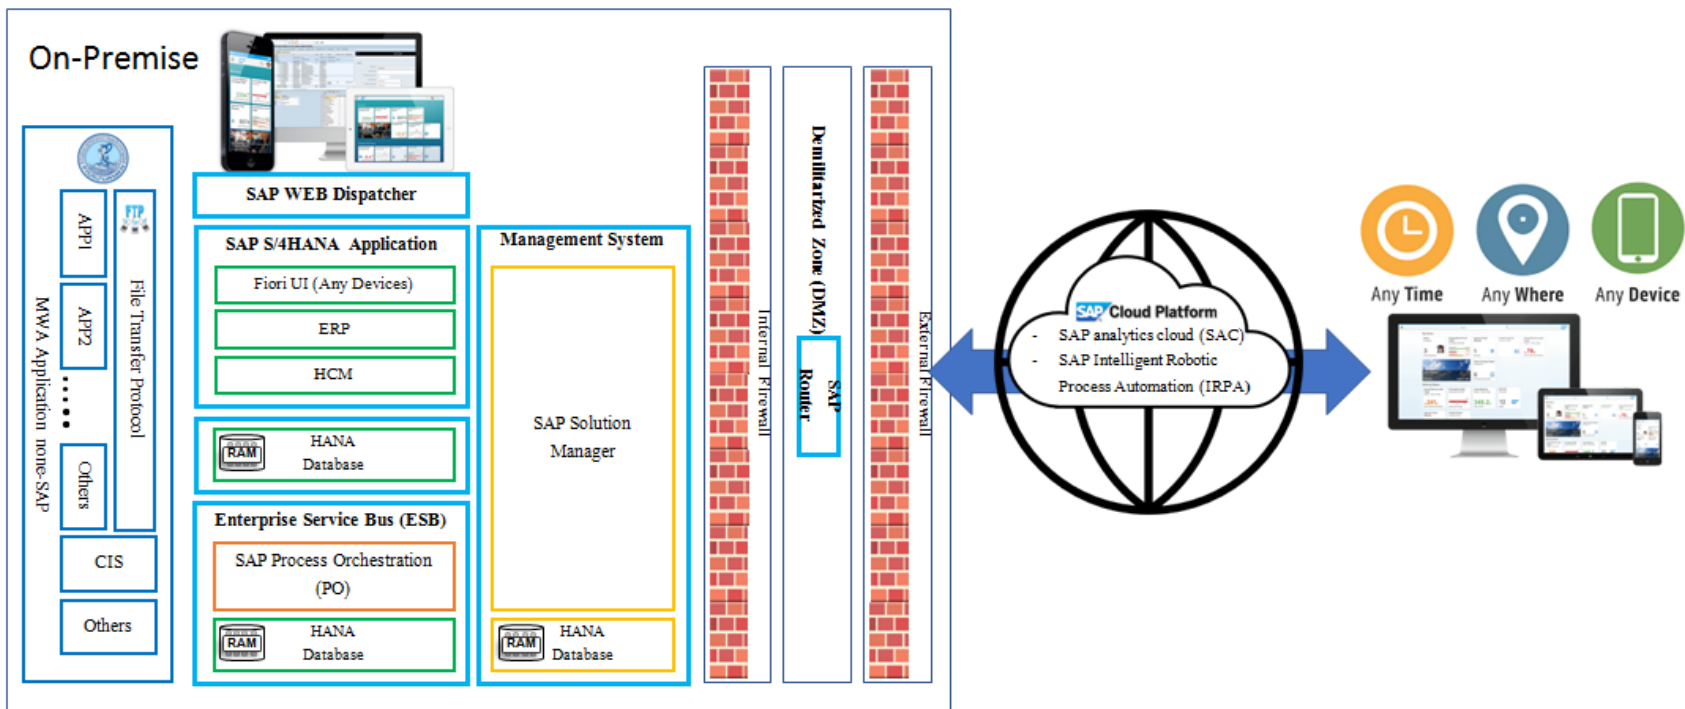 On-Premise
FTP
APP1
APP2
Others
File Transfer Protocol
MWA Application none-SAP
CIS
Others
SAP WEB Dispatcher
SAP S/4HANA Application
Fiori UI (Any Devices)
ERP
HCM
RAM
HANA
Database
Enterprise Service Bus (ESB)
SAP Process Orchestration
(PO)
RAM
HANA
Database
Management System
SAP Solution
Manager
RAM
HANA
Database
Internal Firewall
Demilitarized Zone (DMZ)
SAP
Router
External Firewall
SAP Cloud Platform
- SAP analytics cloud (SAC)
- SAP Intelligent Robotic
Process Automation (IRPA)
Any Time
Any Where
Any Device